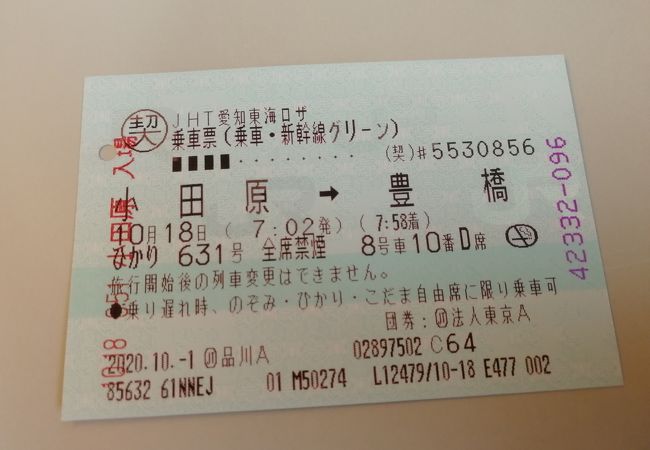 契 JHT愛知東海ロザ
乗車票(乗車・新幹線グリーン)
(契)#5530856
小田原 → 豊橋
10月18日 ( 7:02発) (7:58着)
ひかり 631号 全席禁煙 8号車10番D席
旅行開始後の列車変更はできません。
●乗り遅れ時、のぞみ・ひかり・こだま自由席に限り乗車可
団券:法人東京A
2020.10.-1 品川A 02897502 C64
85632 61NNEJ 01 M50274 L12479/10-18 E477 002
小田原 入場
42332-096